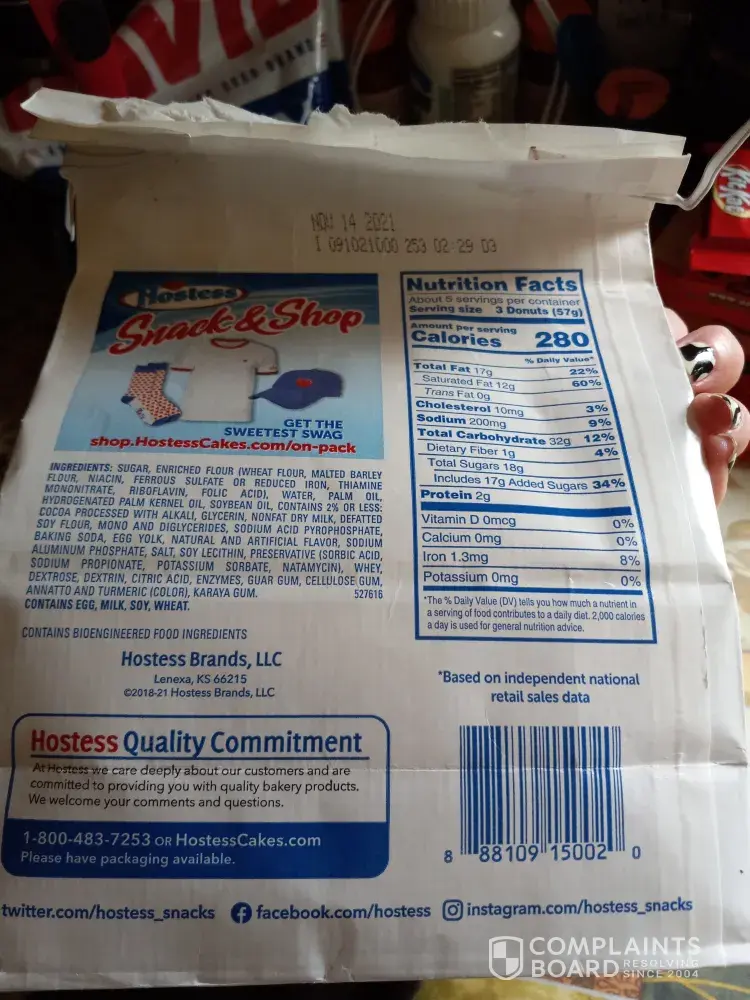 NOV 14 2021
1 091021000 253 02 29 03
Hostess
Snack & Shop
GET THE
SWEETEST SWAG
shop.HostessCakes.com/on-pack
INGREDIENTS: SUGAR, ENRICHED FLOUR (WHEAT FLOUR, MALTED BARLEY
FLOUR, NIACIN, FERROUS SULFATE OR REDUCED IRON, THIAMINE
MONONITRATE, RIBOFLAVIN, FOLIC ACID), WATER, PALM OIL,
HYDROGENATED PALM KERNEL OIL, SOYBEAN OIL, CONTAINS 2% OR LESS:
COCOA PROCESSED WITH ALKALI, GLYCERIN, NONFAT DRY MILK, DEFATTED
SOY FLOUR, MONO AND DIGLYCERIDES, SODIUM ACID PYROPHOSPHATE,
BAKING SODA, EGG YOLK, NATURAL AND ARTIFICIAL FLAVOR, SODIUM
ALUMINUM PHOSPHATE, SALT, SOY LECITHIN, PRESERVATIVE (SORBIC ACID,
SODIUM PROPIONATE, POTASSIUM SORBATE, NATAMYCIN), WHEY,
DEXTROSE, DEXTRIN, CITRIC ACID, ENZYMES, GUAR GUM, CELLULOSE GUM,
ANNATTO AND TURMERIC (COLOR), KARAYA GUM. 527616
CONTAINS EGG, MILK, SOY, WHEAT.
CONTAINS BIOENGINEERED FOOD INGREDIENTS
Hostess Brands, LLC
Lenexa, KS 66215
©2018-21 Hostess Brands, LLC
Nutrition Facts
About 5 servings per container
Serving size 3 Donuts (57g)
Amount per serving
Calories 280
% Daily Value*
Total Fat 17g 22%
Saturated Fat 12g 60%
Trans Fat 0g
Cholesterol 10mg 3%
Sodium 200mg 9%
Total Carbohydrate 32g 12%
Dietary Fiber 1g 4%
Total Sugars 18g
Includes 17g Added Sugars 34%
Protein 2g
Vitamin D 0mcg 0%
Calcium 0mg 0%
Iron 1.3mg 8%
Potassium 0mg 0%
*The % Daily Value (DV) tells you how much a nutrient in
a serving of food contributes to a daily diet. 2,000 calories
a day is used for general nutrition advice.
*Based on independent national
retail sales data
Hostess Quality Commitment
At Hostess we care deeply about our customers and are
committed to providing you with quality bakery products.
We welcome your comments and questions.
1-800-483-7253 OR HostessCakes.com
Please have packaging available.
8 88109 15002 0
twitter.com/hostess_snacks facebook.com/hostess instagram.com/hostess_snacks
COMPLAINTS
BOARD RESOLVING
SINCE 2004